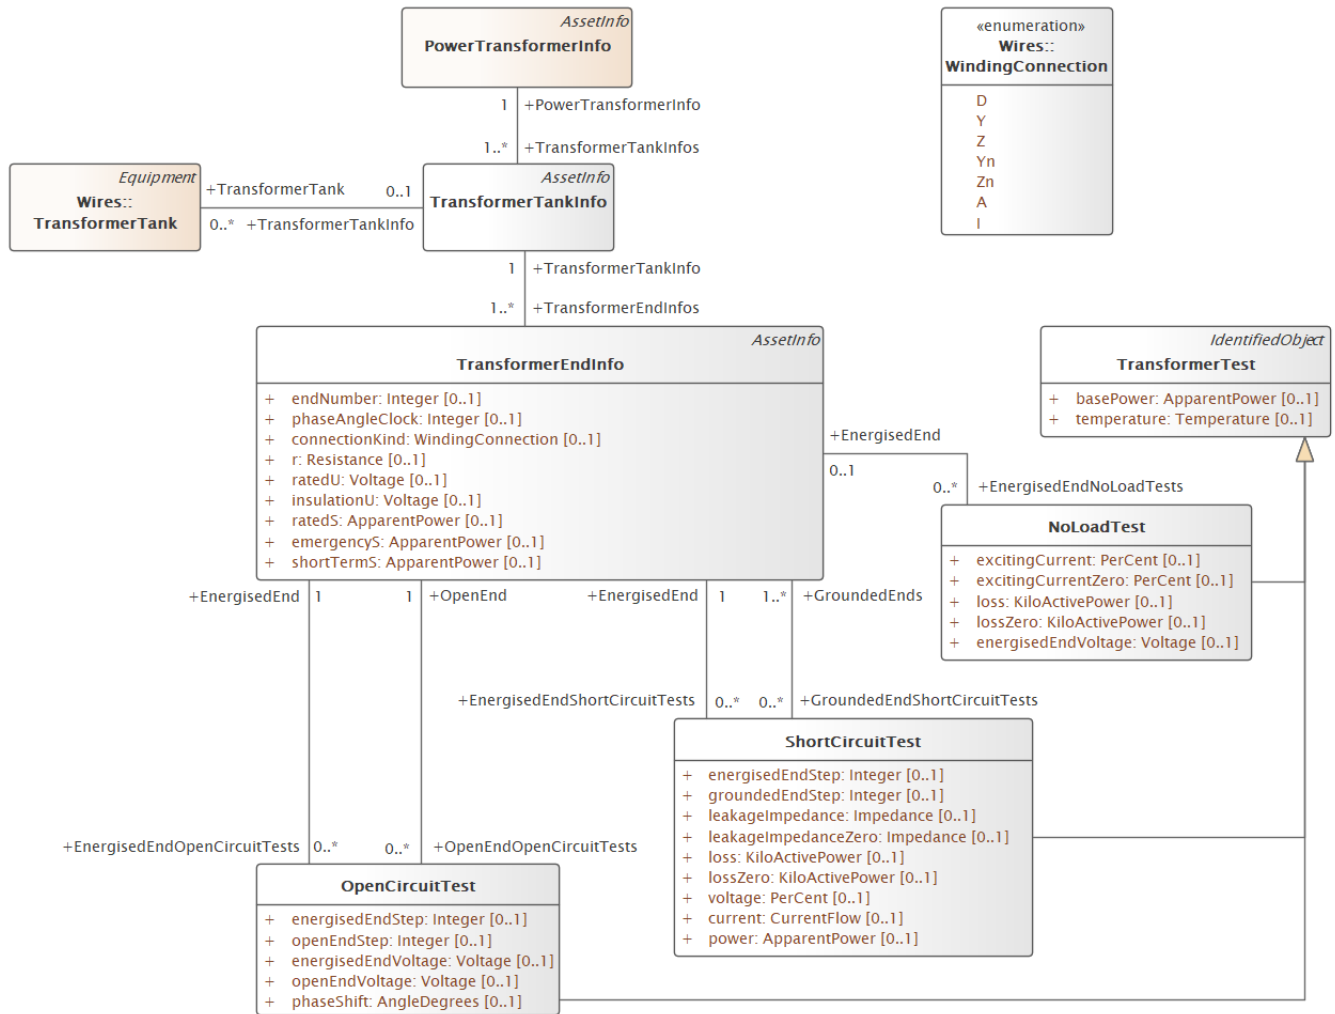 AssetInfo
PowerTransformerInfo
«enumeration»
Wires::
WindingConnection
D
Y
Z
Yn
Zn
A
I
1 +PowerTransformerInfo
1..* +TransformerTankInfos
Equipment
Wires::
TransformerTank
+TransformerTank 0..1
0..* +TransformerTankInfo
AssetInfo
TransformerTankInfo
1 +TransformerTankInfo
1..* +TransformerEndInfos
AssetInfo
TransformerEndInfo
+ endNumber: Integer [0..1]
+ phaseAngleClock: Integer [0..1]
+ connectionKind: WindingConnection [0..1]
+ r: Resistance [0..1]
+ ratedU: Voltage [0..1]
+ insulationU: Voltage [0..1]
+ ratedS: ApparentPower [0..1]
+ emergencyS: ApparentPower [0..1]
+ shortTermS: ApparentPower [0..1]
IdentifiedObject
TransformerTest
+ basePower: ApparentPower [0..1]
+ temperature: Temperature [0..1]
+EnergisedEnd
0..1
0..* +EnergisedEndNoLoadTests
NoLoadTest
+ excitingCurrent: PerCent [0..1]
+ excitingCurrentZero: PerCent [0..1]
+ loss: KiloActivePower [0..1]
+ lossZero: KiloActivePower [0..1]
+ energisedEndVoltage: Voltage [0..1]
+EnergisedEnd 1 1 +OpenEnd +EnergisedEnd 1 1..* +GroundedEnds
+EnergisedEndShortCircuitTests 0..* 0..* +GroundedEndShortCircuitTests
ShortCircuitTest
+ energisedEndStep: Integer [0..1]
+ groundedEndStep: Integer [0..1]
+ leakageImpedance: Impedance [0..1]
+ leakageImpedanceZero: Impedance [0..1]
+ loss: KiloActivePower [0..1]
+ lossZero: KiloActivePower [0..1]
+ voltage: PerCent [0..1]
+ current: CurrentFlow [0..1]
+ power: ApparentPower [0..1]
+EnergisedEndOpenCircuitTests 0..* 0..* +OpenEndOpenCircuitTests
OpenCircuitTest
+ energisedEndStep: Integer [0..1]
+ openEndStep: Integer [0..1]
+ energisedEndVoltage: Voltage [0..1]
+ openEndVoltage: Voltage [0..1]
+ phaseShift: AngleDegrees [0..1]